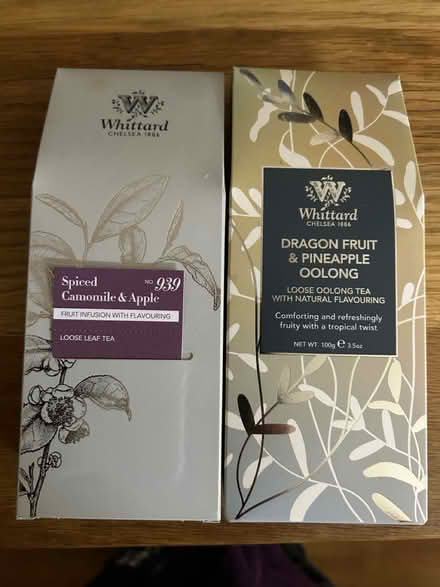 W
Whittard
CHELSEA 1886
Spiced
Camomile & Apple
NO. 939
FRUIT INFUSION WITH FLAVOURING
LOOSE LEAF TEA
W
Whittard
CHELSEA 1886
DRAGON FRUIT
& PINEAPPLE
OOLONG
LOOSE OOLONG TEA
WITH NATURAL FLAVOURING
Comforting and refreshingly
fruity with a tropical twist
NET WT. 100g e 3.5oz